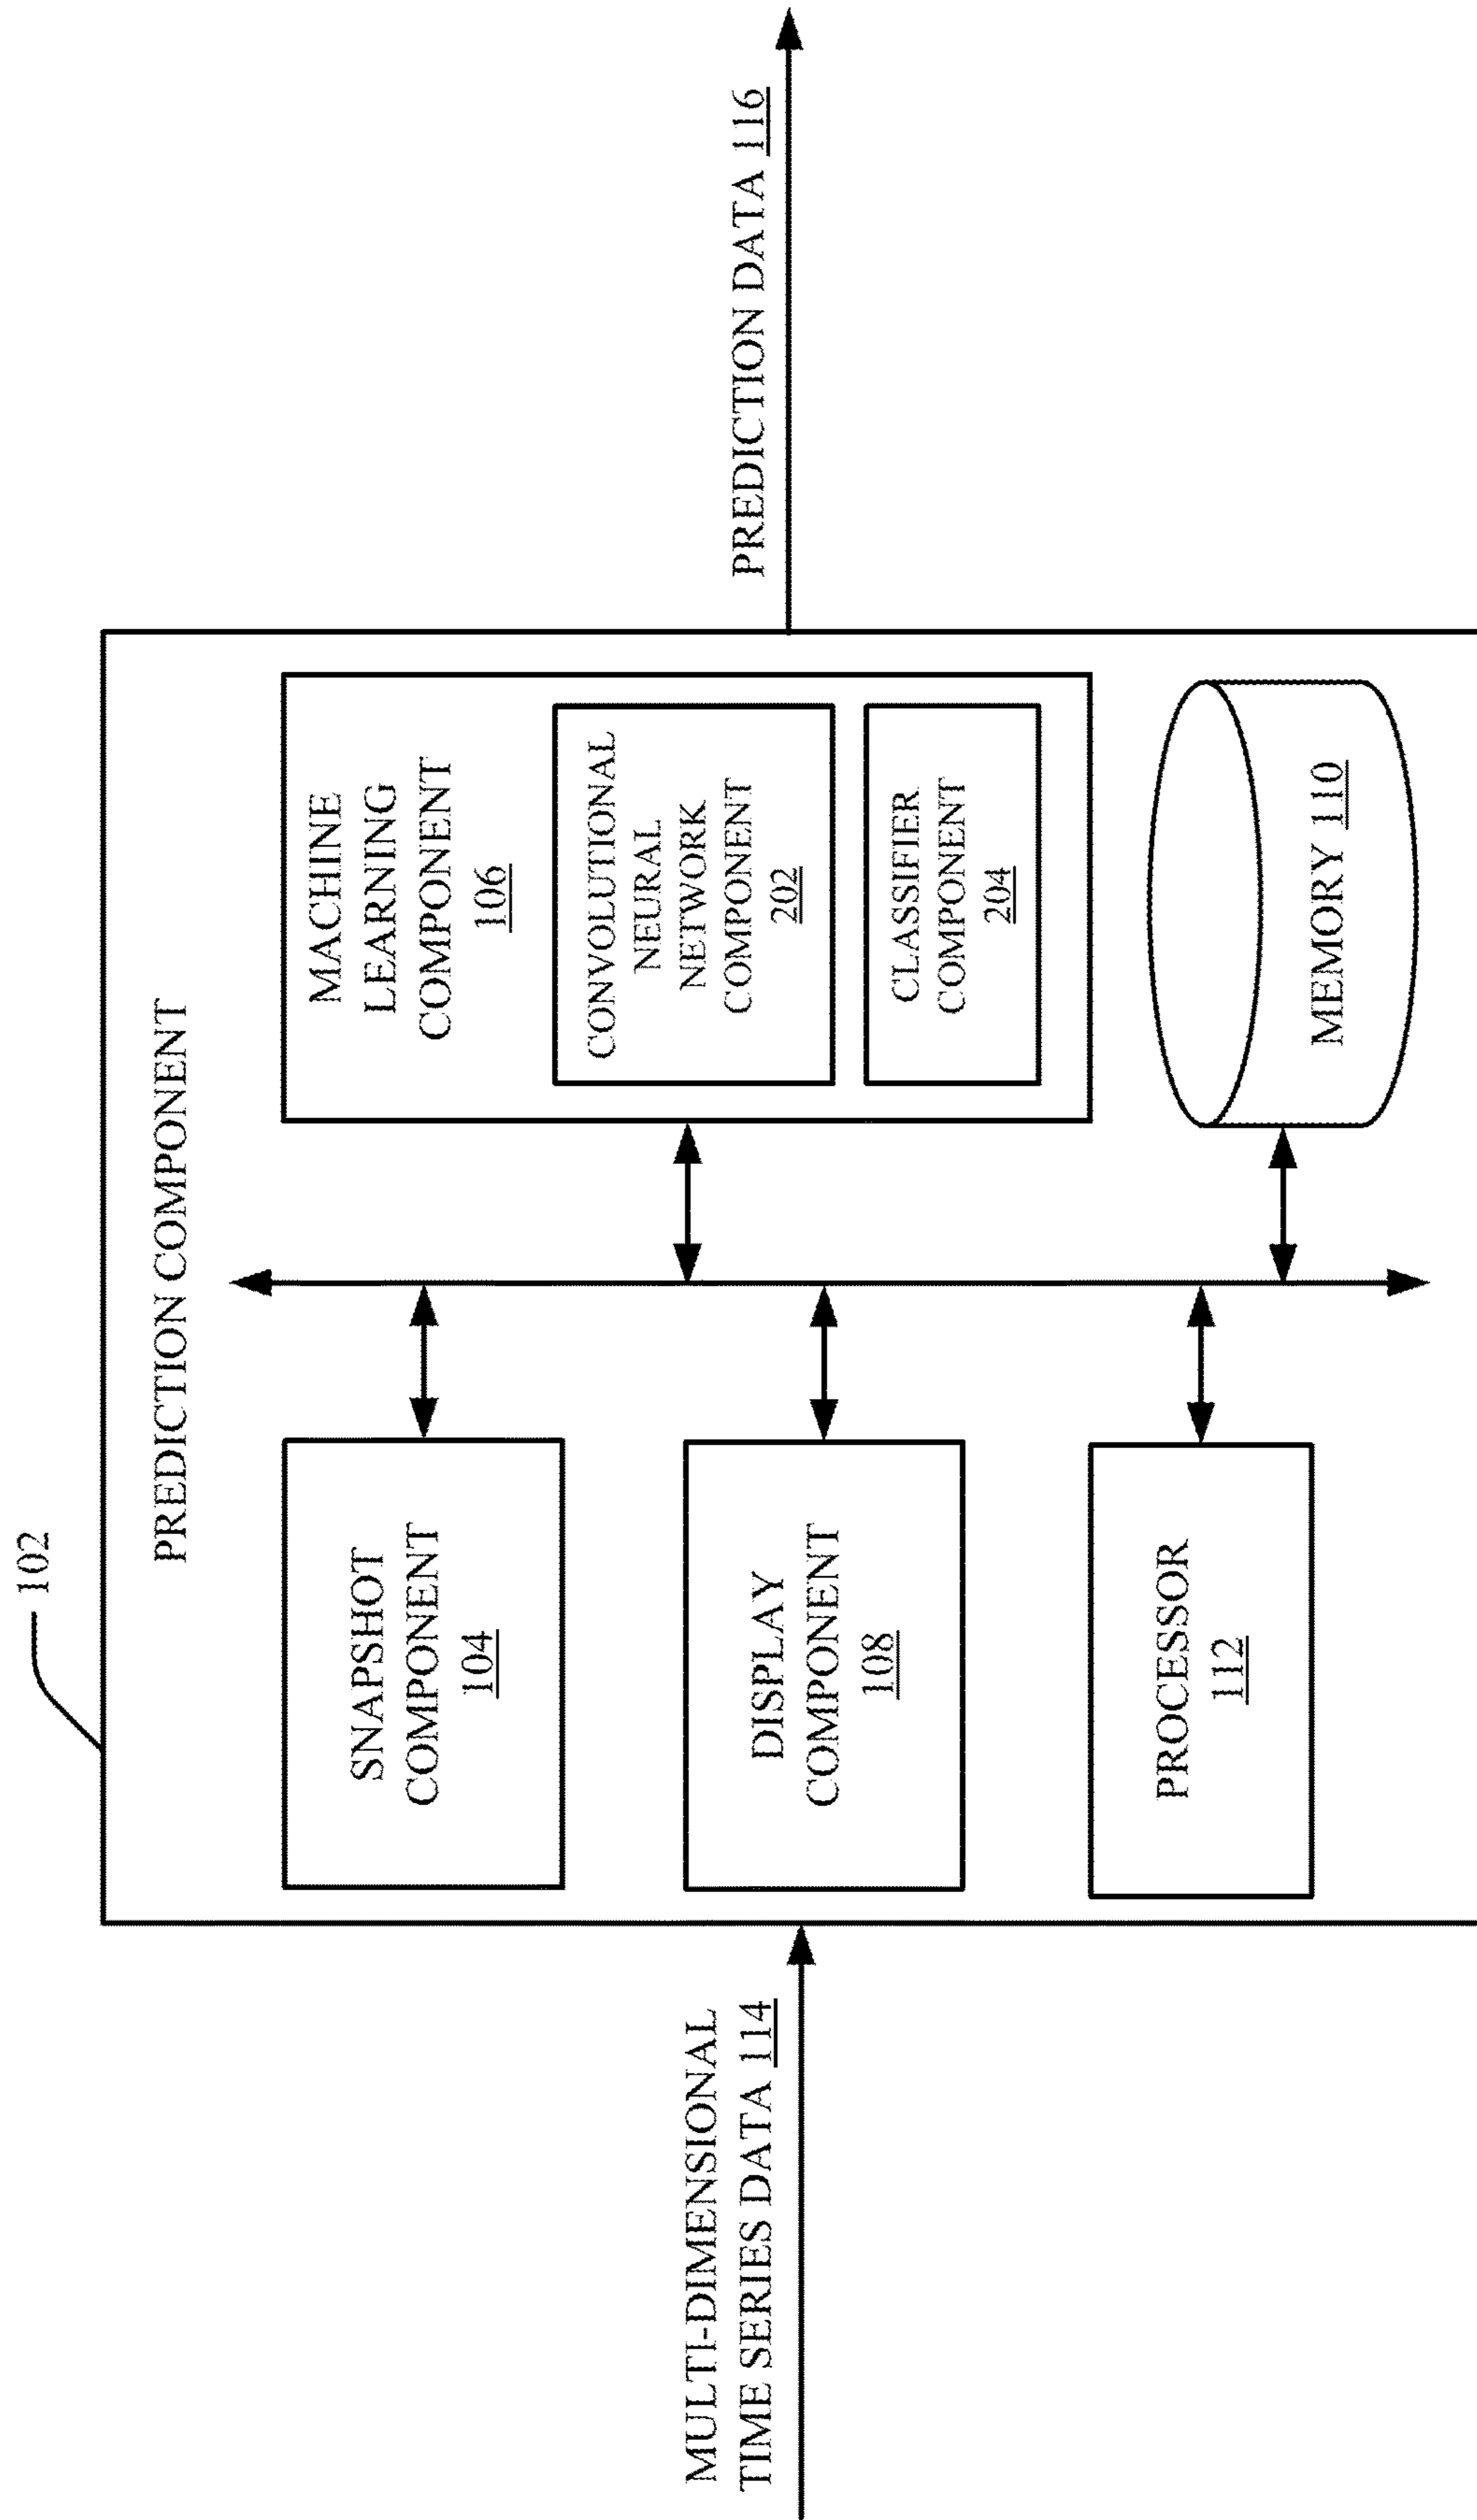 102
PREDICTION COMPONENT
MULTI-DIMENSIONAL
TIME SERIES DATA 114
SNAPSHOT
COMPONENT
104
DISPLAY
COMPONENT
108
PROCESSOR
112
MACHINE
LEARNING
COMPONENT
106
CONVOLUTIONAL
NEURAL
NETWORK
COMPONENT
202
CLASSIFIER
COMPONENT
204
MEMORY 110
PREDICTION DATA 116